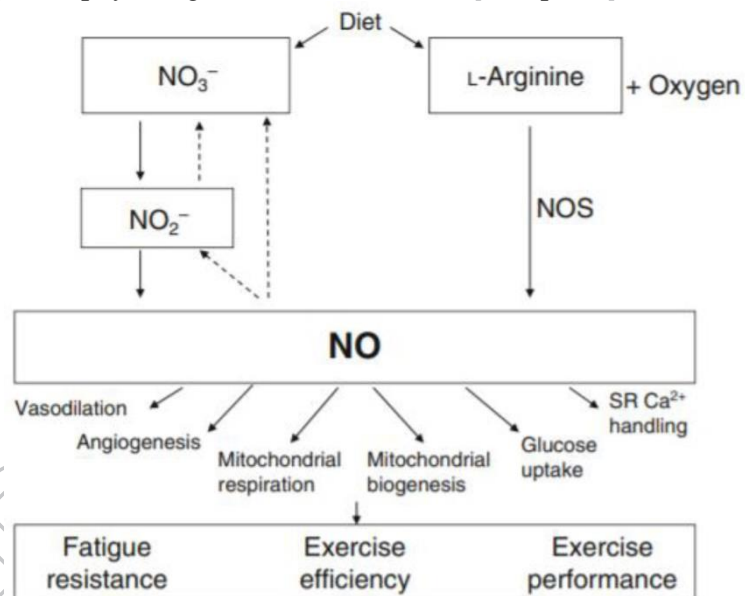 Diet
NO₃⁻
L-Arginine
+ Oxygen
NO₂⁻
NOS
NO
Vasodilation
Angiogenesis
Mitochondrial
respiration
Mitochondrial
biogenesis
Glucose
uptake
SR Ca²⁺
handling
Fatigue
resistance
Exercise
efficiency
Exercise
performance